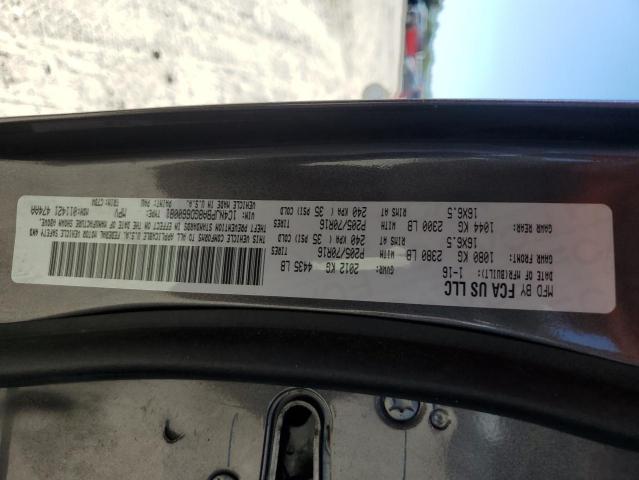 MFD BY FCA US LLC
DATE OF MFR(BUILT): 1-16 GVWR: 2012 KG 4435 LB
GAWR FRONT: 1080 KG 2380 LB WITH P205/70R16 TIRES
16X6.5 RIMS AT 240 KPA 35 PSI COLD
GAWR REAR: 1044 KG 2300 LB WITH P205/70R16 TIRES
16X6.5 RIMS AT 240 KPA 35 PSI COLD
THIS VEHICLE CONFORMS TO ALL APPLICABLE FEDERAL MOTOR VEHICLE SAFETY AND
THEFT PREVENTION STANDARDS IN EFFECT ON THE DATE OF MANUFACTURE SHOWN ABOVE.
VIN: MPV MDH: 011421 474AA
VEHICLE MADE IN U.S.A. PAINT: PAU